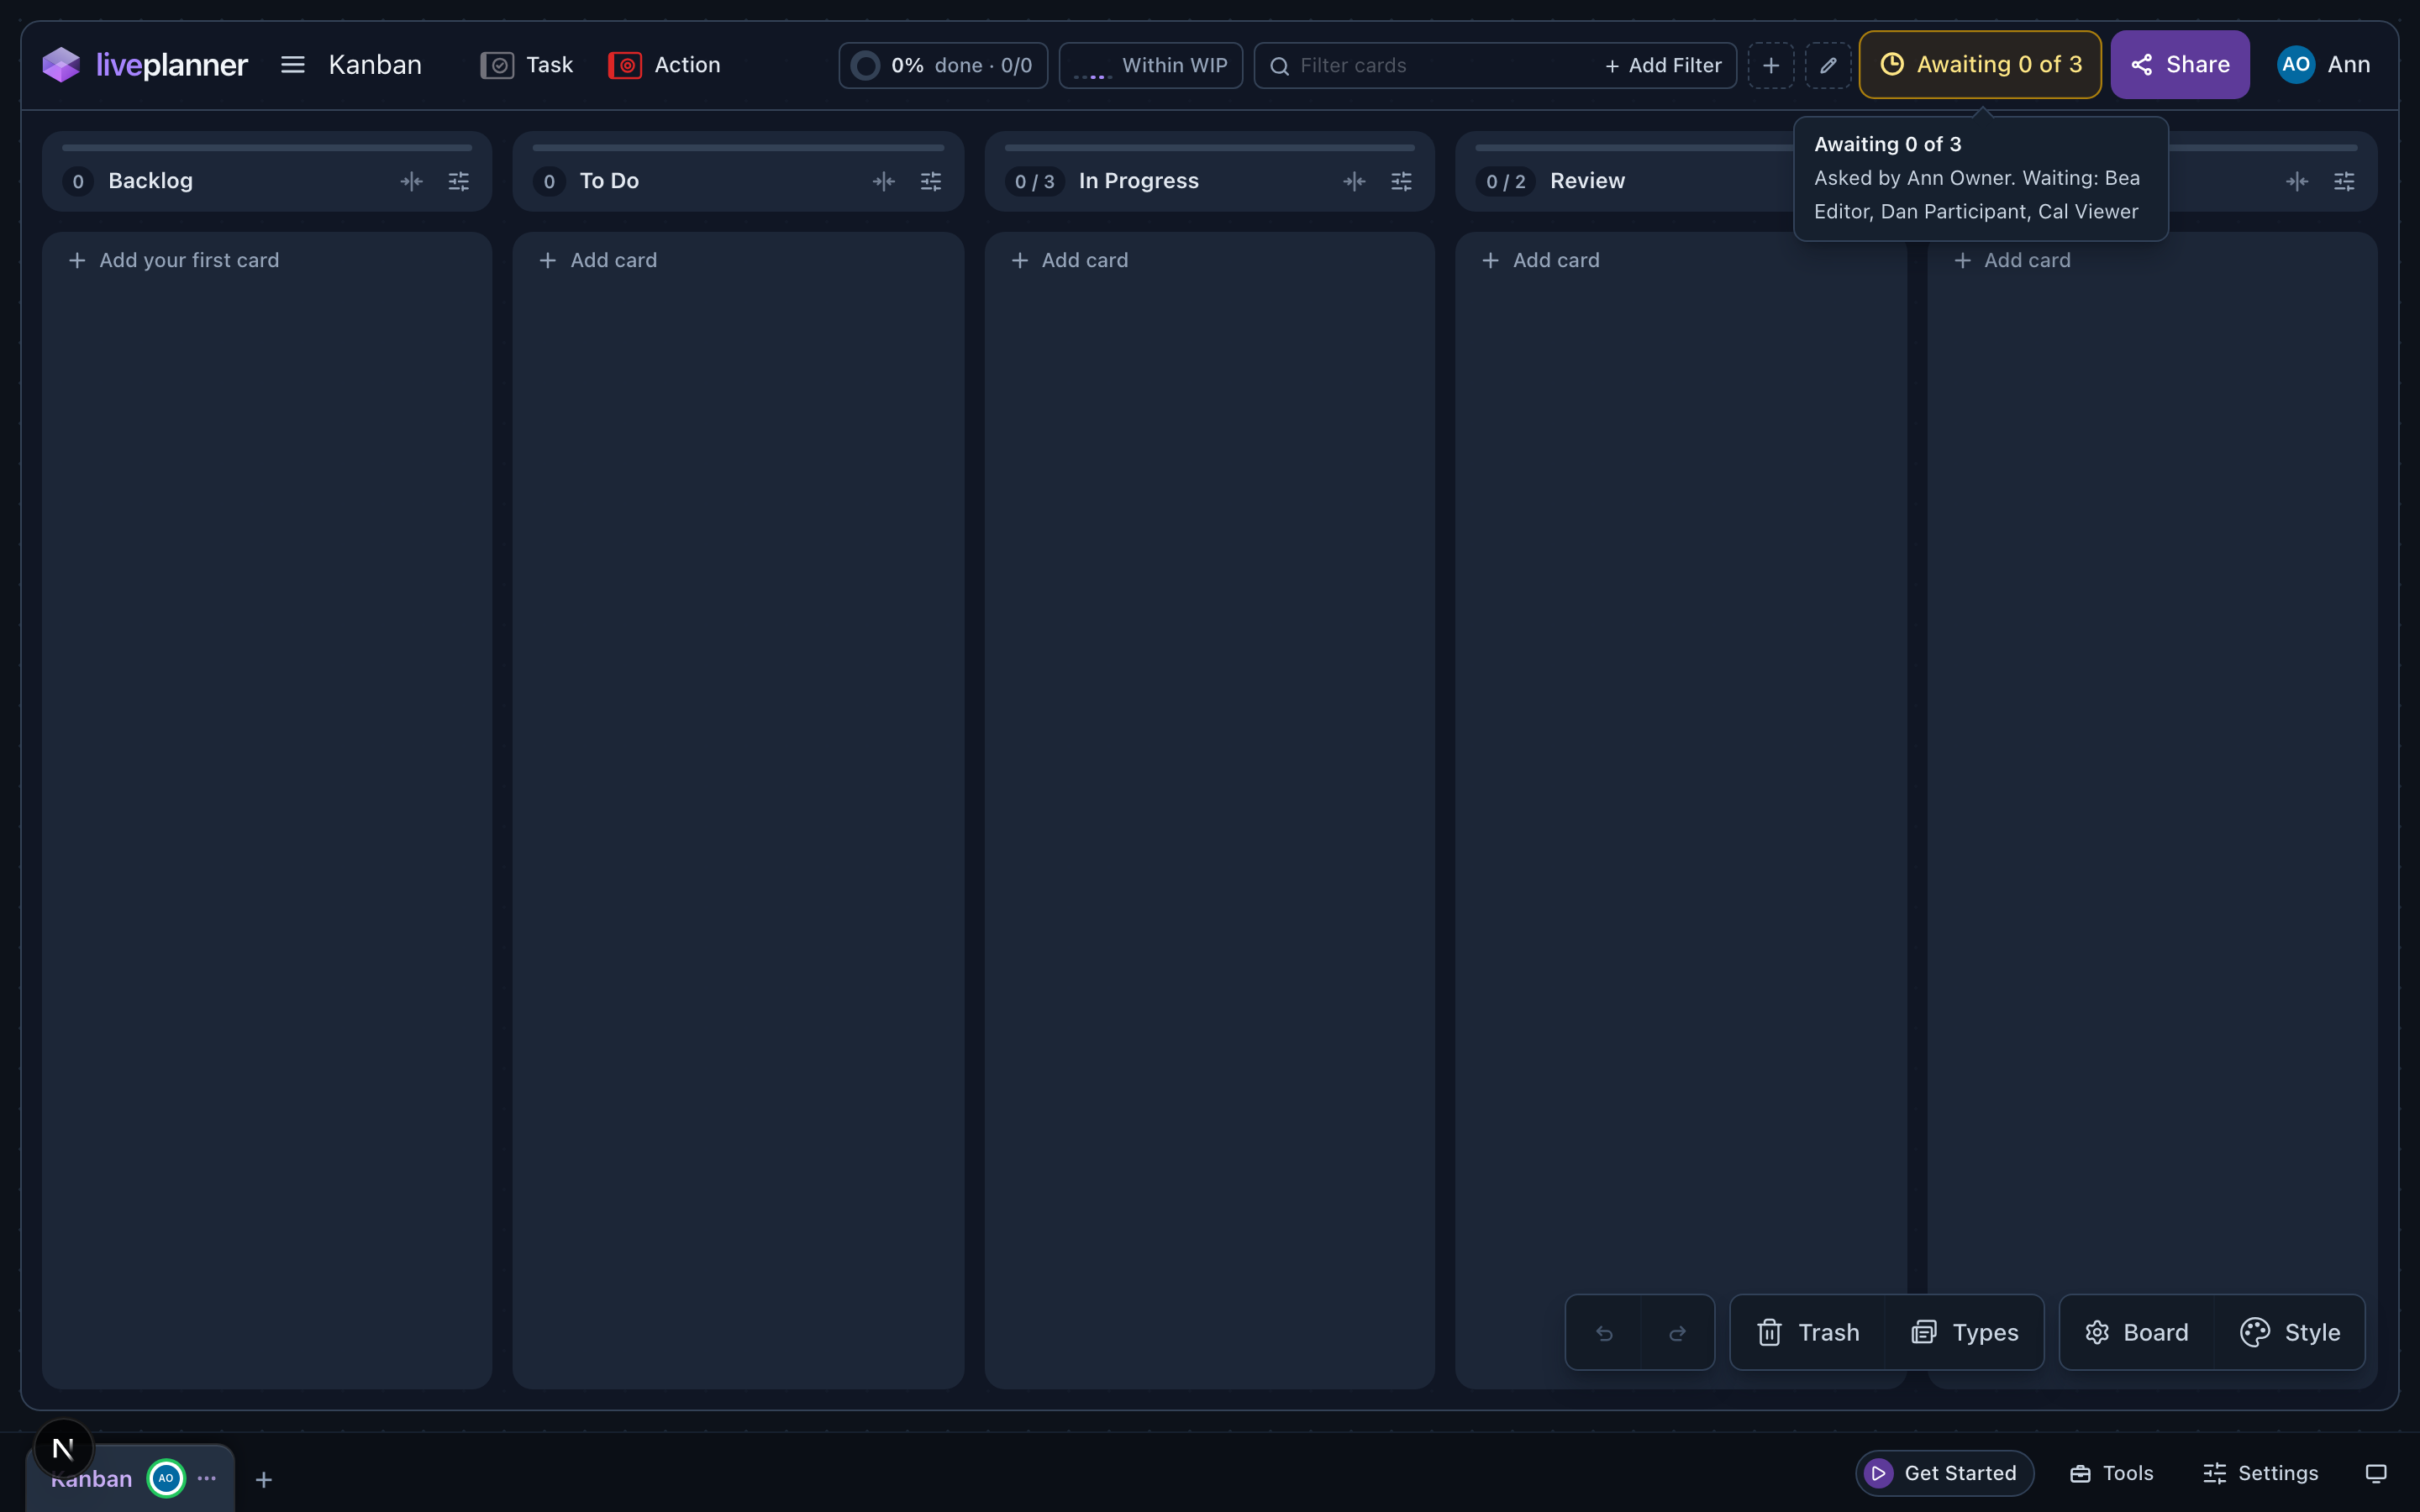 liveplanner
Kanban
Task
Action
0% done · 0/0
Within WIP
Filter cards
+ Add Filter
Awaiting 0 of 3
Share
AO Ann
Awaiting 0 of 3
Asked by Ann Owner. Waiting: Bea
Editor, Dan Participant, Cal Viewer
0 Backlog
0 To Do
0 / 3 In Progress
0 / 2 Review
+ Add your first card
+ Add card
+ Add card
+ Add card
+ Add card
Trash
Types
Board
Style
N
Kanban AO
Get Started
Tools
Settings